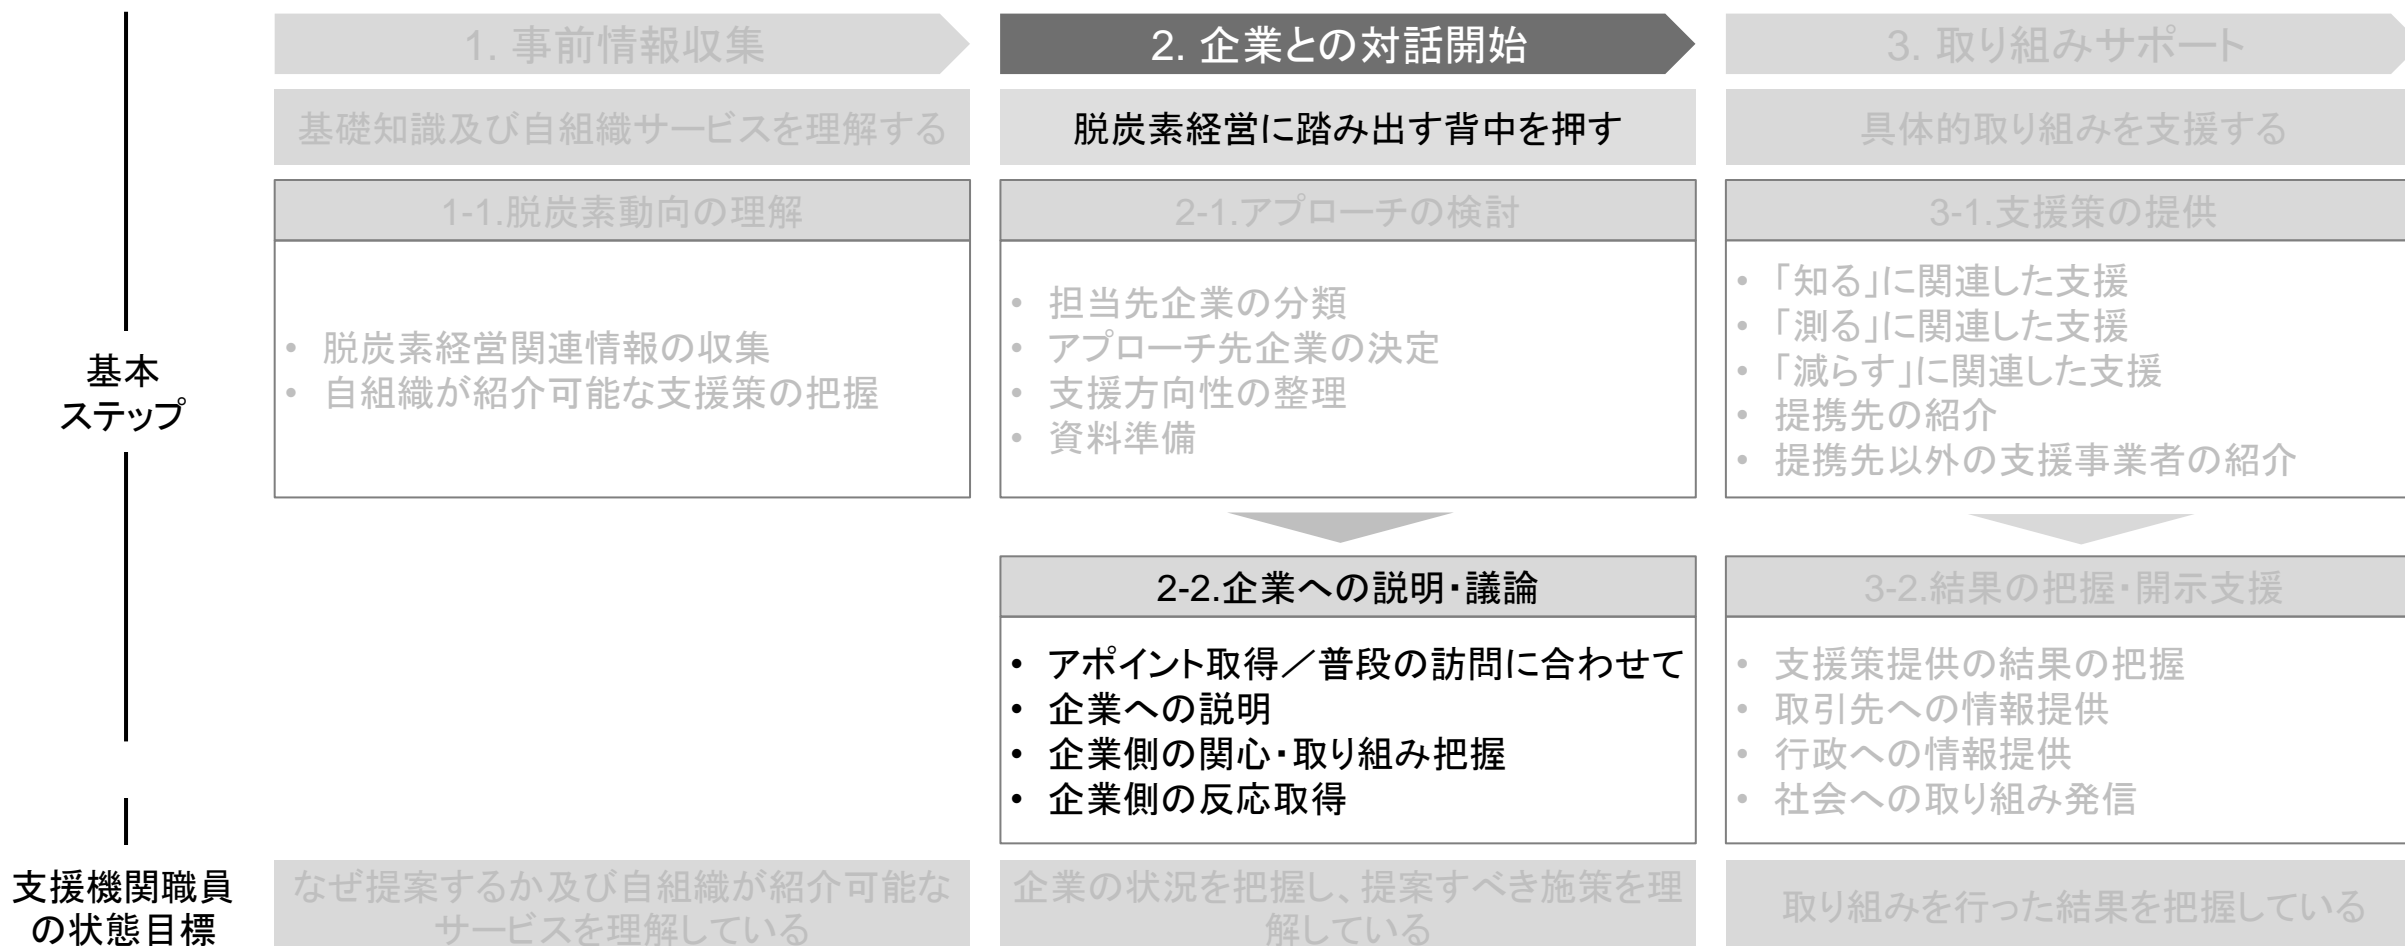 1. 事前情報収集
2. 企業との対話開始
3. 取り組みサポート
基礎知識及び自組織サービスを理解する
脱炭素経営に踏み出す背中を押す
具体的取り組みを支援する
基本
ステップ
1-1.脱炭素動向の理解
• 脱炭素経営関連情報の収集
• 自組織が紹介可能な支援策の把握
2-1.アプローチの検討
• 担当先企業の分類
• アプローチ先企業の決定
• 支援方向性の整理
• 資料準備
3-1.支援策の提供
• 「知る」に関連した支援
• 「測る」に関連した支援
• 「減らす」に関連した支援
• 提携先の紹介
• 提携先以外の支援事業者の紹介
2-2.企業への説明・議論
• アポイント取得／普段の訪問に合わせて
• 企業への説明
• 企業側の関心・取り組み把握
• 企業側の反応取得
3-2.結果の把握・開示支援
• 支援策提供の結果の把握
• 取引先への情報提供
• 行政への情報提供
• 社会への取り組み発信
支援機関職員
の状態目標
なぜ提案するか及び自組織が紹介可能な
サービスを理解している
企業の状況を把握し、提案すべき施策を理
解している
取り組みを行った結果を把握している